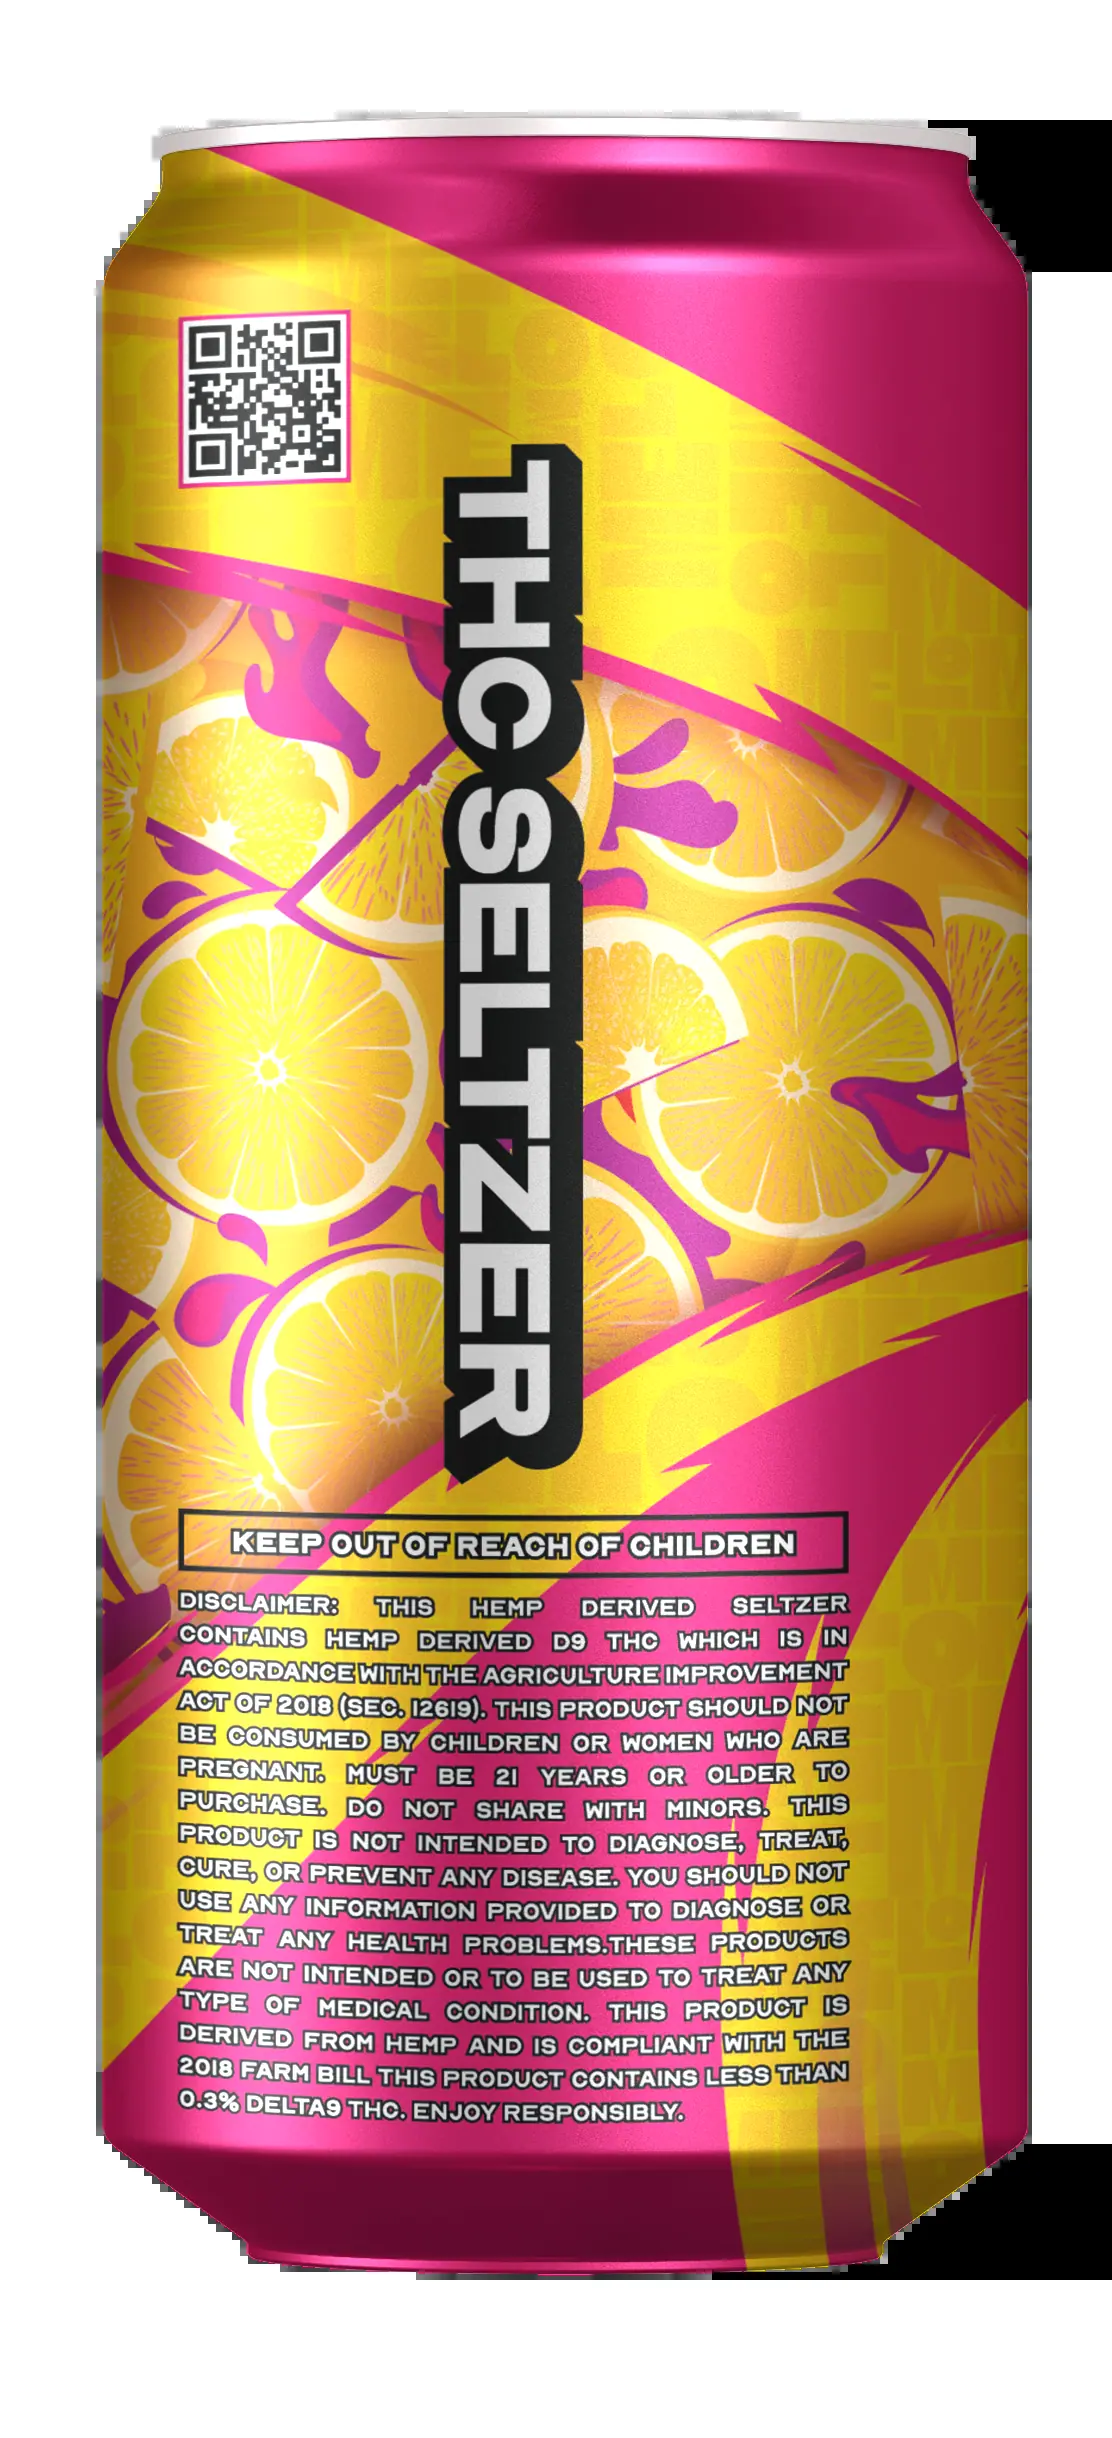 THC SELTZER
KEEP OUT OF REACH OF CHILDREN
DISCLAIMER: THIS HEMP DERIVED SELTZER
CONTAINS HEMP DERIVED D9 THC WHICH IS IN
ACCORDANCE WITH THE AGRICULTURE IMPROVEMENT
ACT OF 2018 (SEC. 12619). THIS PRODUCT SHOULD NOT
BE CONSUMED BY CHILDREN OR WOMEN WHO ARE
PREGNANT. MUST BE 21 YEARS OR OLDER TO
PURCHASE. DO NOT SHARE WITH MINORS. THIS
PRODUCT IS NOT INTENDED TO DIAGNOSE, TREAT,
CURE, OR PREVENT ANY DISEASE. YOU SHOULD NOT
USE ANY INFORMATION PROVIDED TO DIAGNOSE OR
TREAT ANY HEALTH PROBLEMS.THESE PRODUCTS
ARE NOT INTENDED OR TO BE USED TO TREAT ANY
TYPE OF MEDICAL CONDITION. THIS PRODUCT IS
DERIVED FROM HEMP AND IS COMPLIANT WITH THE
2018 FARM BILL THIS PRODUCT CONTAINS LESS THAN
0.3% DELTA9 THC. ENJOY RESPONSIBLY.